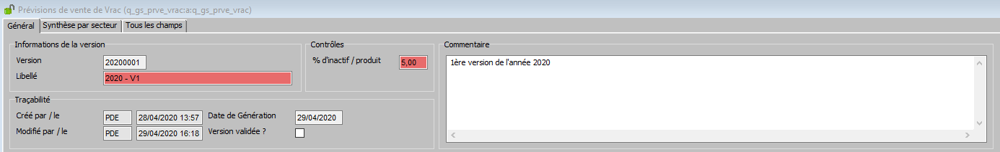 Prévisions de vente de Vrac (q_gs_prve_vrac:a:q_gs_prve_vrac)
Général Synthèse par secteur Tous les champs
Informations de la version
Version 20200001
Libellé 2020 - V1
Contrôles
% d'inactif / produit 5,00
Commentaire
1ère version de l'année 2020
Traçabilité
Créé par / le PDE 28/04/2020 13:57 Date de Génération 29/04/2020
Modifié par / le PDE 29/04/2020 16:18 Version validée ?